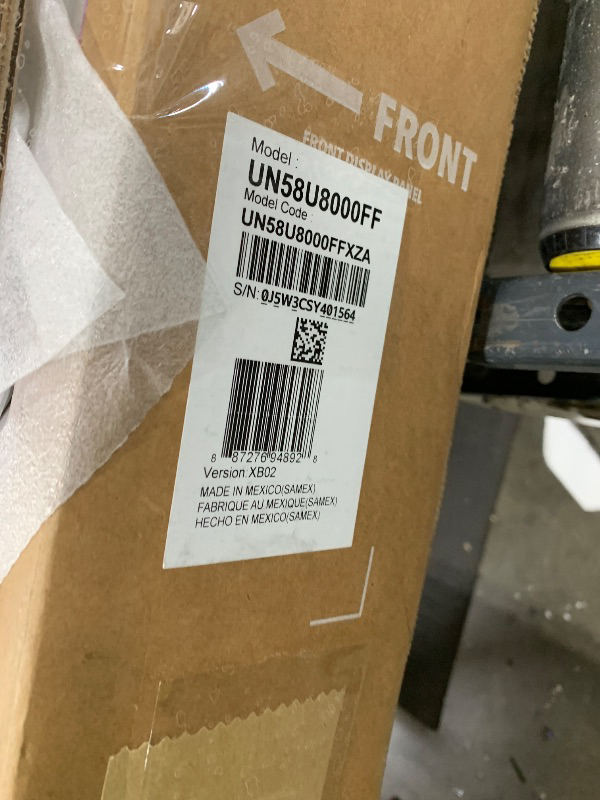 FRONT
FRONT DISPLAY PANEL
Model :
UN58U8000FF
Model Code :
UN58U8000FFXZA
S/N: 0J5W3CSY401564
8 87276 94892 8
Version:XB02
MADE IN MEXICO(SAMEX)
FABRIQUE AU MEXIQUE(SAMEX)
HECHO EN MEXICO(SAMEX)